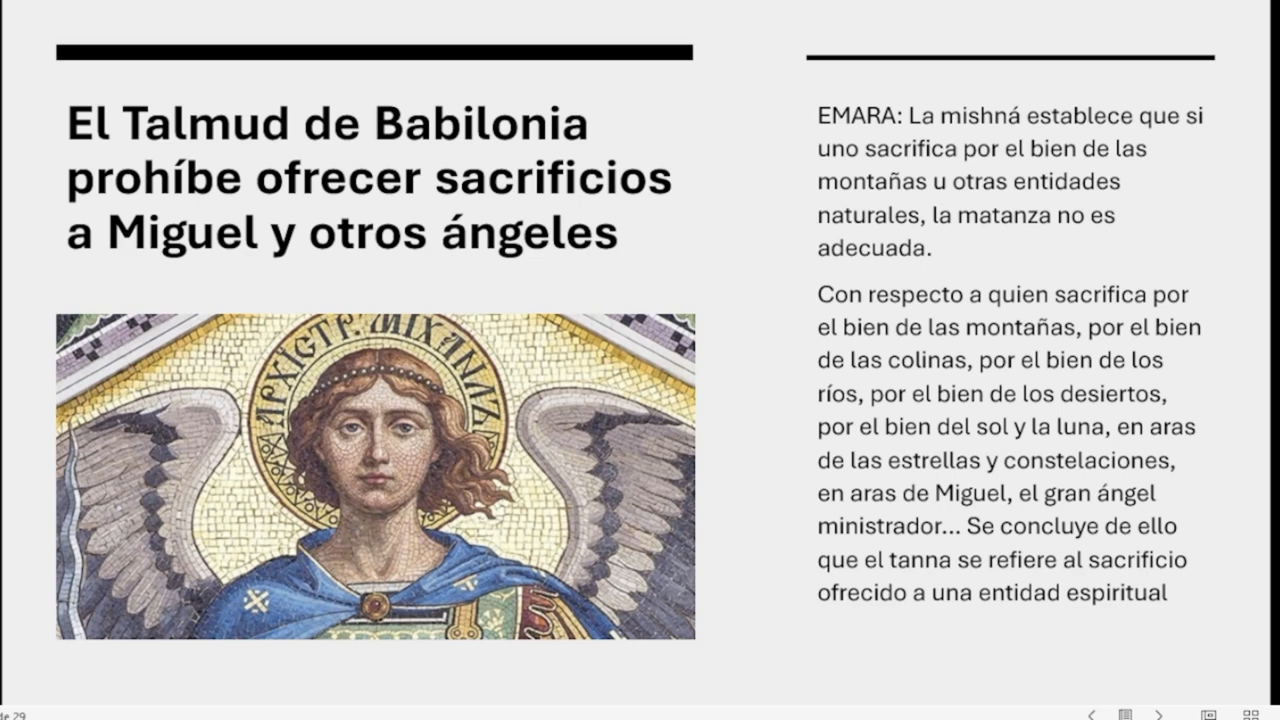 El Talmud de Babilonia
prohíbe ofrecer sacrificios
a Miguel y otros ángeles
ΑΡΧΙΣΤΡ. ΜΙΧΑΗΛЪ
EMARA: La mishná establece que si
uno sacrifica por el bien de las
montañas u otras entidades
naturales, la matanza no es
adecuada.
Con respecto a quien sacrifica por
el bien de las montañas, por el bien
de las colinas, por el bien de los
ríos, por el bien de los desiertos,
por el bien del sol y la luna, en aras
de las estrellas y constelaciones,
en aras de Miguel, el gran ángel
ministrador... Se concluye de ello
que el tanna se refiere al sacrificio
ofrecido a una entidad espiritual
de 29